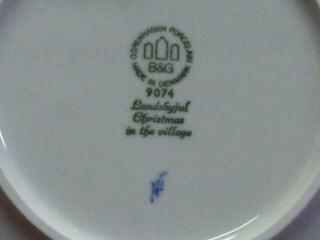 COPENHAGEN PORCELAIN
B&G
MADE IN DENMARK
9074
Landsbyjul
Christmas
in the village